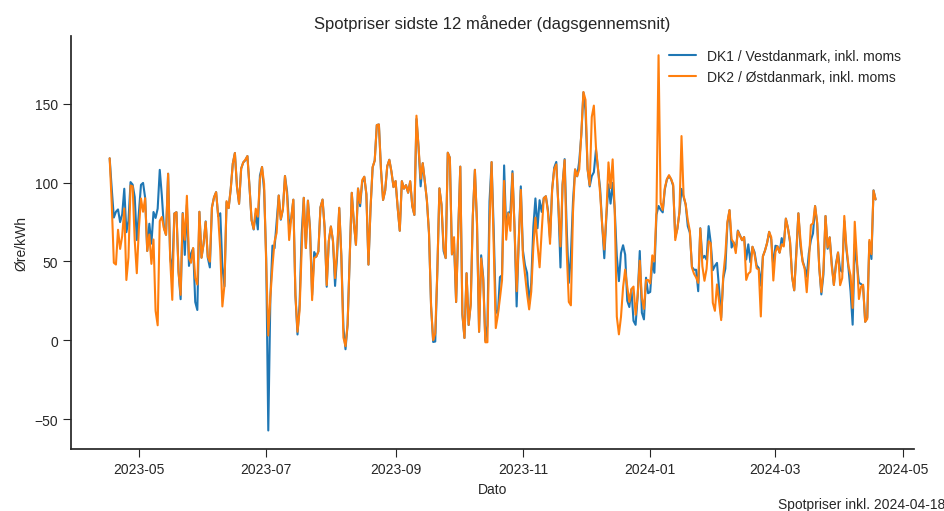 Spotpriser sidste 12 måneder (dagsgennemsnit)
DK1 / Vestdanmark, inkl. moms
DK2 / Østdanmark, inkl. moms
Øre/kWh
150
100
50
0
−50
2023-05 2023-07 2023-09 2023-11 2024-01 2024-03 2024-05
Dato
Spotpriser inkl. 2024-04-18